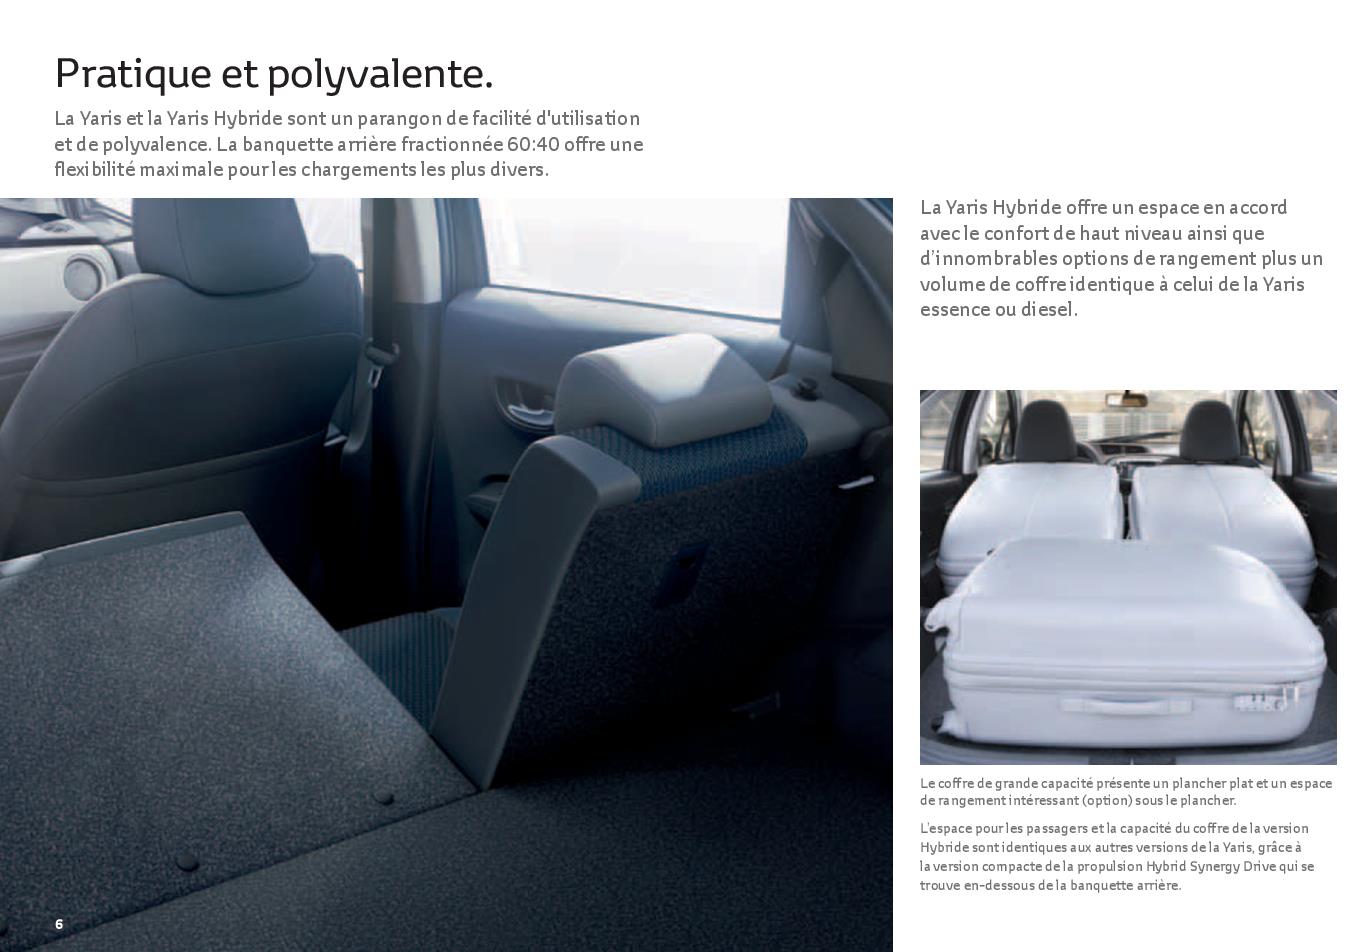 Pratique et polyvalente.
La Yaris et la Yaris Hybride sont un parangon de facilité d'utilisation
et de polyvalence. La banquette arrière fractionnée 60:40 offre une
flexibilité maximale pour les chargements les plus divers.
La Yaris Hybride offre un espace en accord
avec le confort de haut niveau ainsi que
d'innombrables options de rangement plus un
volume de coffre identique à celui de la Yaris
essence ou diesel.
Le coffre de grande capacité présente un plancher plat et un espace
de rangement intéressant (option) sous le plancher.
L'espace pour les passagers et la capacité du coffre de la version
Hybride sont identiques aux autres versions de la Yaris, grâce à
la version compacte de la propulsion Hybrid Synergy Drive qui se
trouve en-dessous de la banquette arrière.
6